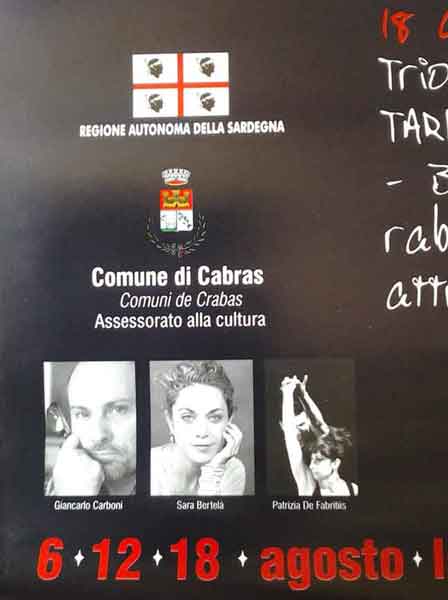 REGIONE AUTONOMA DELLA SARDEGNA
Comune di Cabras
Comuni de Crabas
Assessorato alla cultura
18
Trio
- B
rab
att
Giancarlo Carboni
Sara Bertelà
Patrizia De Fabritiis
6 ✦ 12 ✦ 18 ✦ agosto ✦